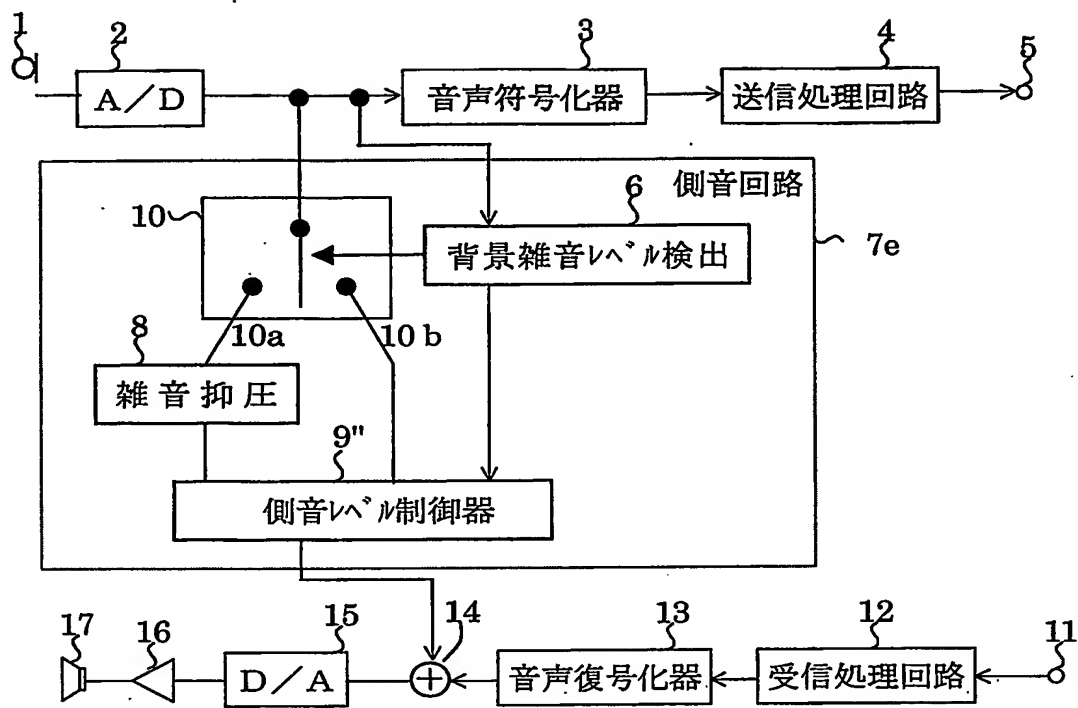 1
2
3
4
5
A/D
音声符号化器
送信処理回路
側音回路
10
6
7e
背景雑音レベル検出
10a
10b
8
雑音抑圧
9"
側音レベル制御器
17
16
15
14
13
12
11
D/A
音声復号化器
受信処理回路